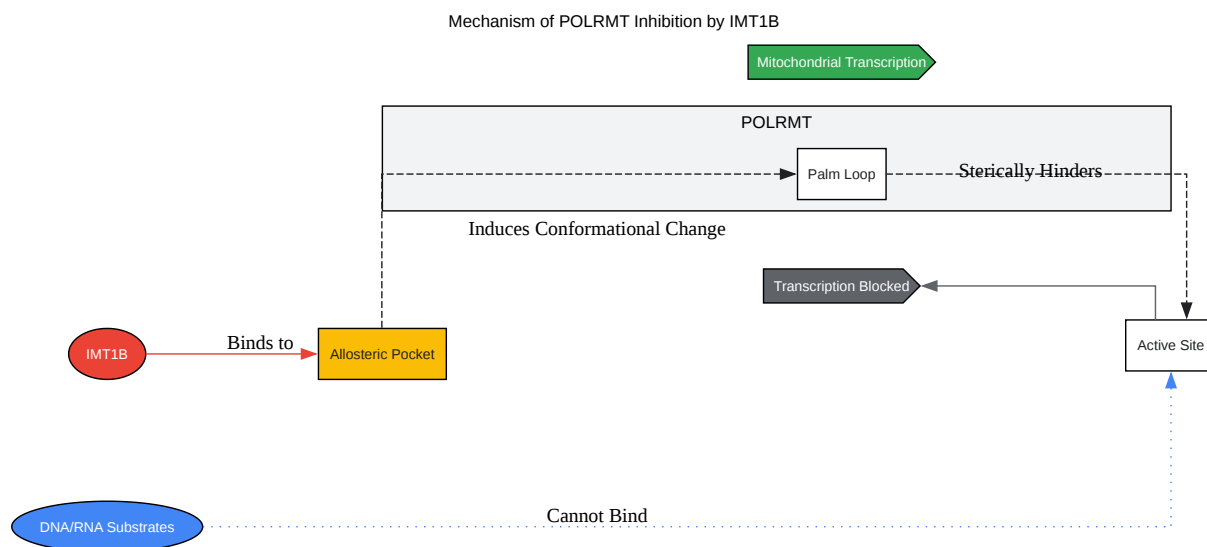 Mechanism of POLRMT Inhibition by IMT1B
Mitochondrial Transcription
POLRMT
Palm Loop
Sterically Hinders
Induces Conformational Change
Transcription Blocked
Binds to
IMT1B
Allosteric Pocket
Active Site
Cannot Bind
DNA/RNA Substrates